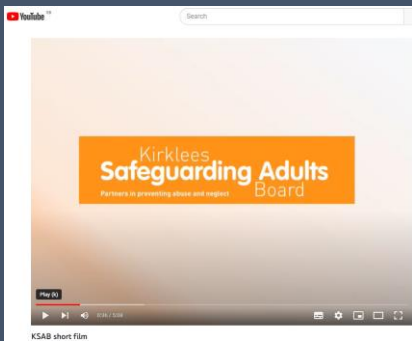 YouTube
Search
Kirklees
Safeguarding Adults
Partners in preventing abuse and neglect Board
Play (k)
KSAB short film